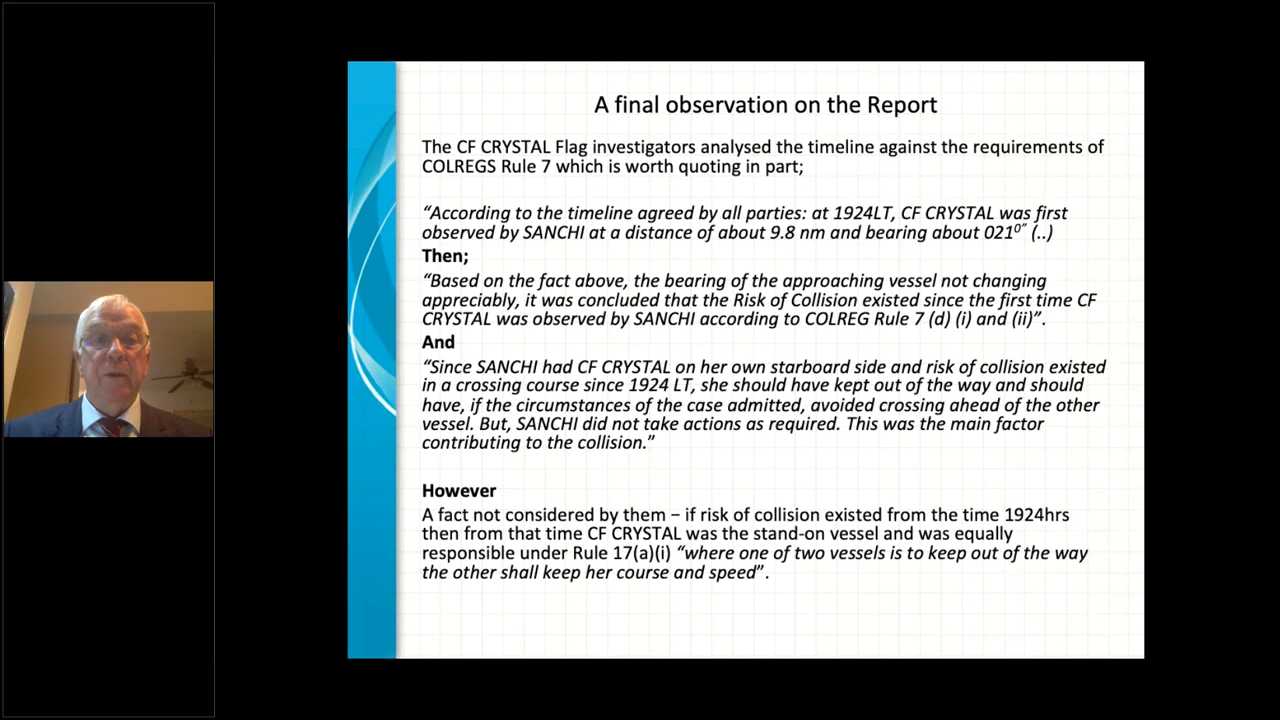 A final observation on the Report
The CF CRYSTAL Flag investigators analysed the timeline against the requirements of
COLREGS Rule 7 which is worth quoting in part;
“According to the timeline agreed by all parties: at 1924LT, CF CRYSTAL was first
observed by SANCHI at a distance of about 9.8 nm and bearing about 021⁰” (..)
Then;
“Based on the fact above, the bearing of the approaching vessel not changing
appreciably, it was concluded that the Risk of Collision existed since the first time CF
CRYSTAL was observed by SANCHI according to COLREG Rule 7 (d) (i) and (ii)”.
And
“Since SANCHI had CF CRYSTAL on her own starboard side and risk of collision existed
in a crossing course since 1924 LT, she should have kept out of the way and should
have, if the circumstances of the case admitted, avoided crossing ahead of the other
vessel. But, SANCHI did not take actions as required. This was the main factor
contributing to the collision.”
However
A fact not considered by them – if risk of collision existed from the time 1924hrs
then from that time CF CRYSTAL was the stand-on vessel and was equally
responsible under Rule 17(a)(i) “where one of two vessels is to keep out of the way
the other shall keep her course and speed”.